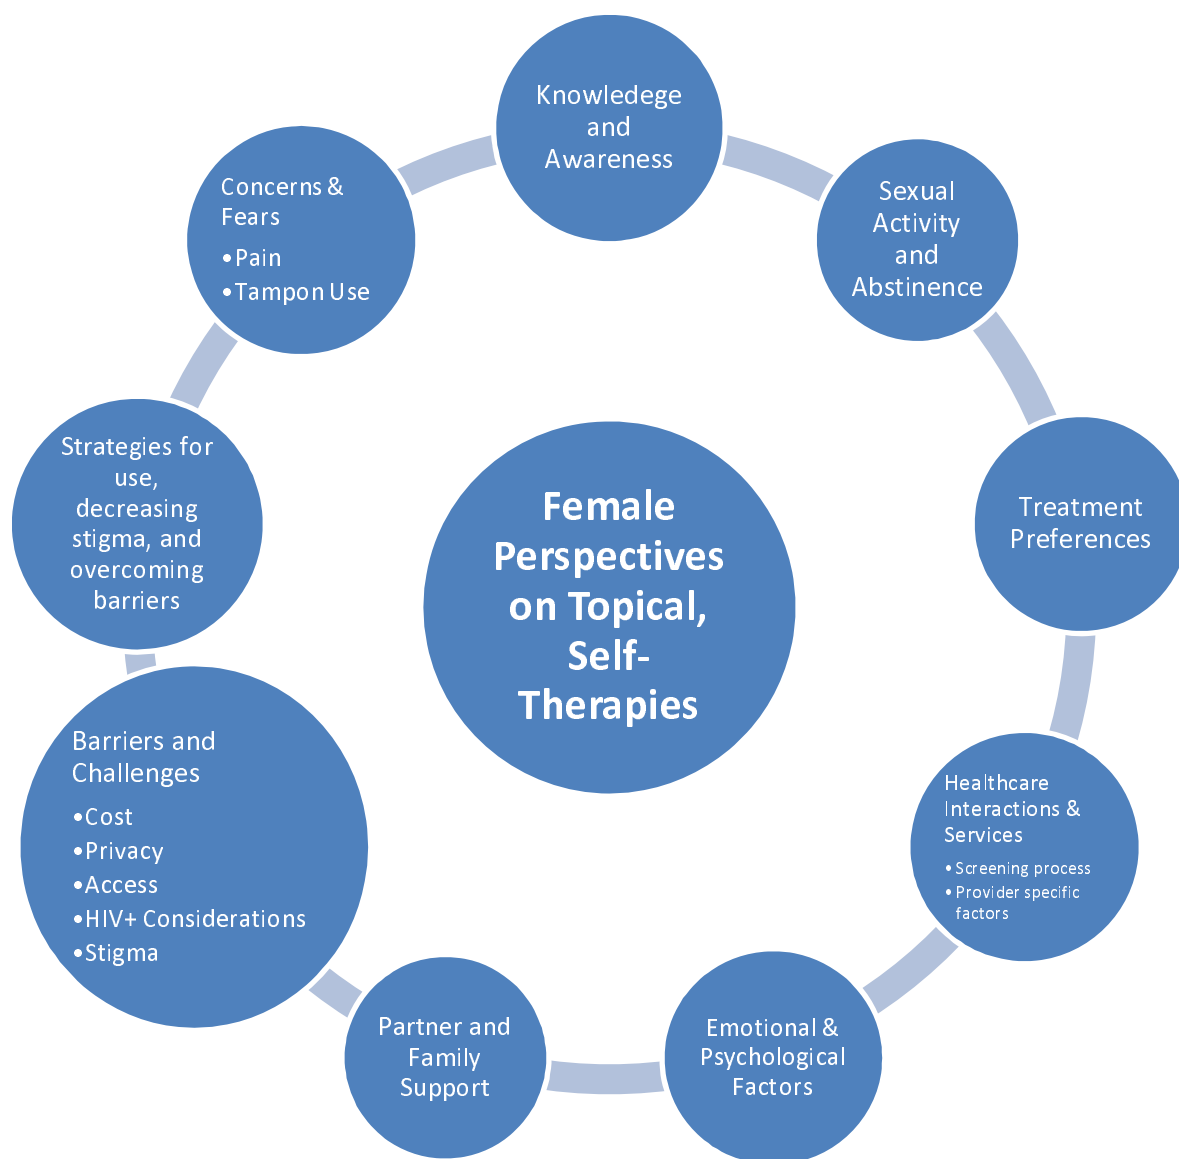 Knowledege
and
Awareness
Sexual
Activity
and
Abstinence
Treatment
Preferences
Healthcare
Interactions &
Services
• Screening process
• Provider specific
factors
Emotional &
Psychological
Factors
Partner and
Family
Support
Barriers and
Challenges
•Cost
•Privacy
•Access
•HIV+ Considerations
•Stigma
Strategies for
use,
decreasing
stigma, and
overcoming
barriers
Concerns &
Fears
•Pain
•Tampon Use
Female
Perspectives
on Topical,
Self-
Therapies